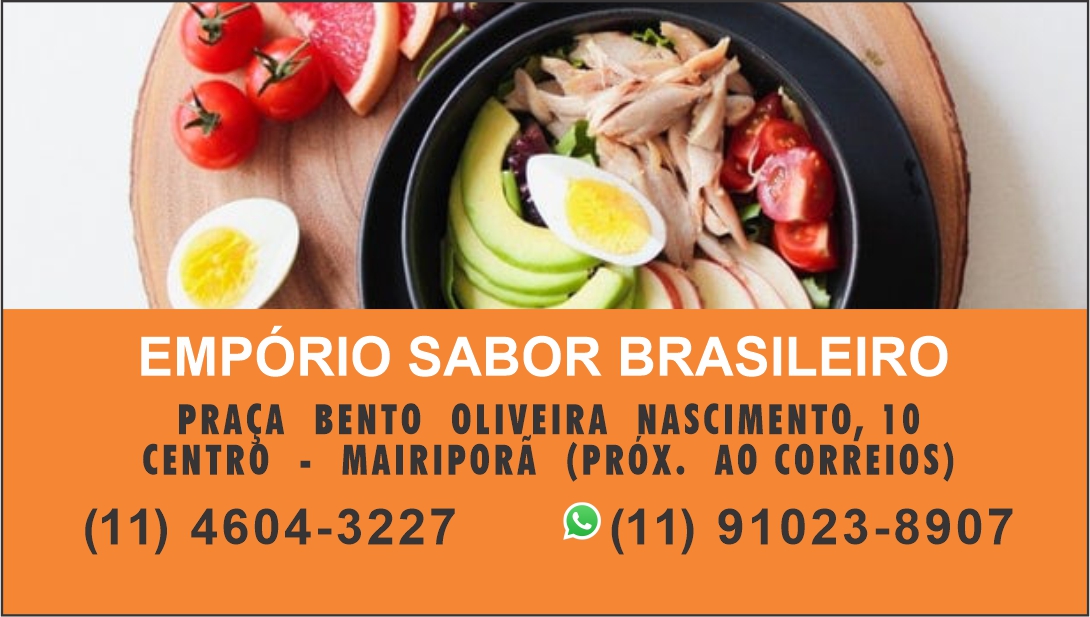 EMPÓRIO SABOR BRASILEIRO
PRAÇA BENTO OLIVEIRA NASCIMENTO, 10
CENTRO - MAIRIPORÃ (PRÓX. AO CORREIOS)
(11) 4604-3227 (11) 91023-8907